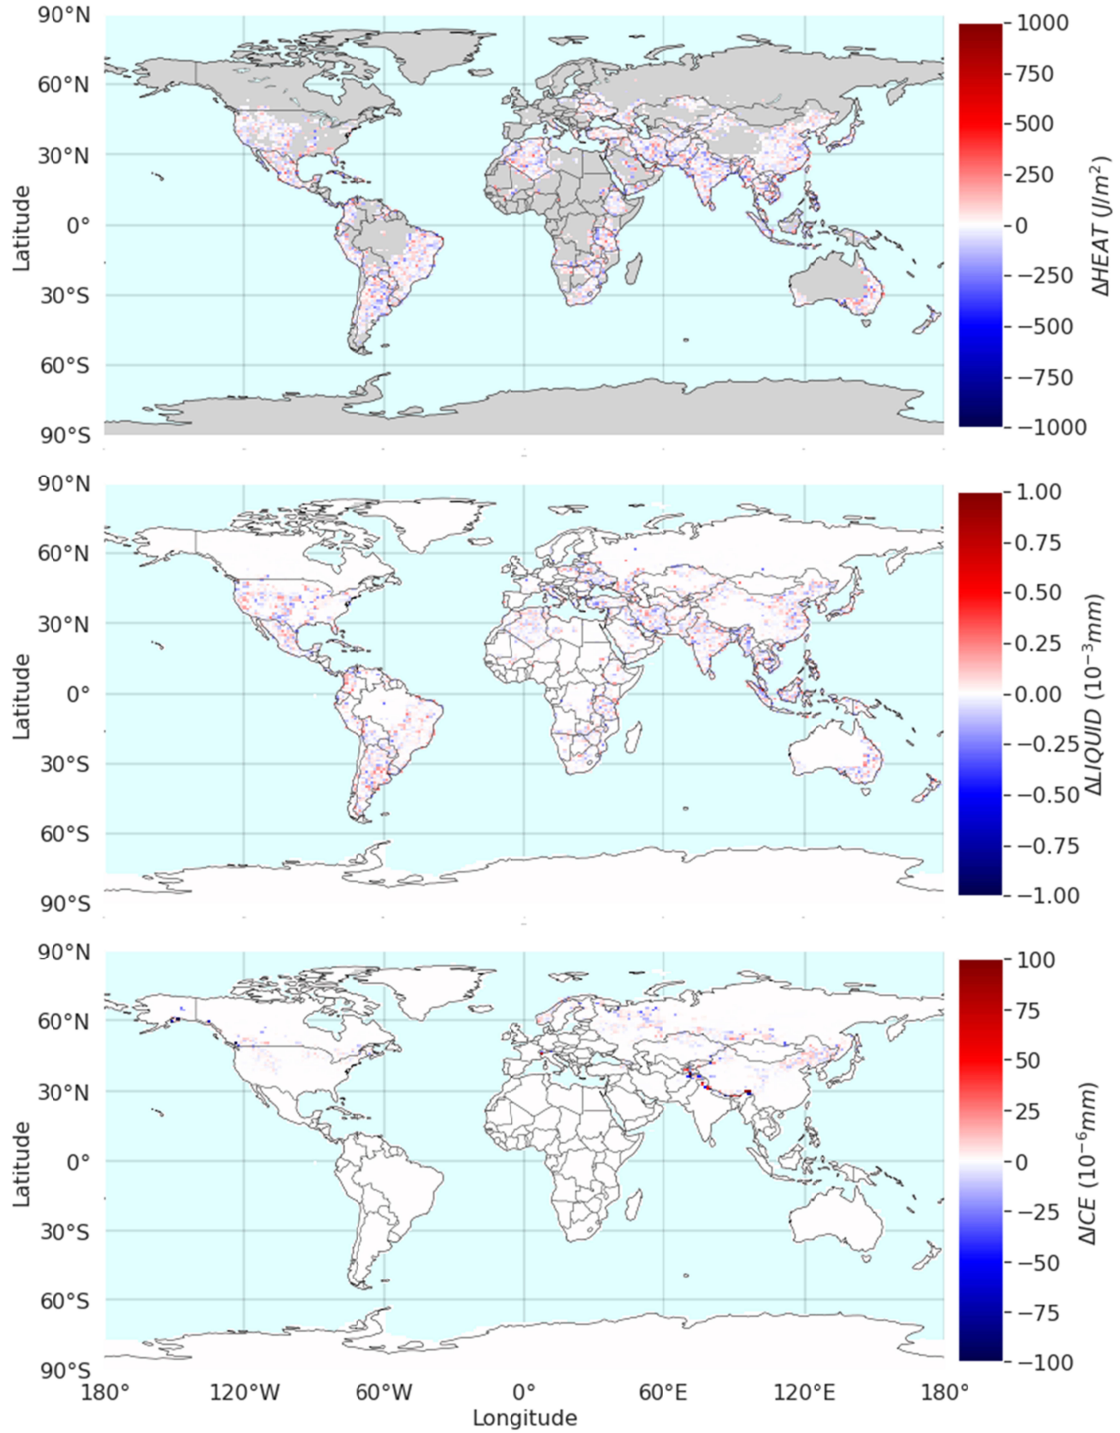 90°N
60°N
30°N
0°
30°S
60°S
90°S
Latitude
1000
750
500
250
0
−250
−500
−750
−1000
ΔHEAT (J/m²)
90°N
60°N
30°N
0°
30°S
60°S
90°S
Latitude
1.00
0.75
0.50
0.25
0.00
−0.25
−0.50
−0.75
−1.00
ΔLIQUID (10⁻³mm)
90°N
60°N
30°N
0°
30°S
60°S
90°S
Latitude
100
75
50
25
0
−25
−50
−75
−100
ΔICE (10⁻⁶mm)
180° 120°W 60°W 0° 60°E 120°E 180°
Longitude